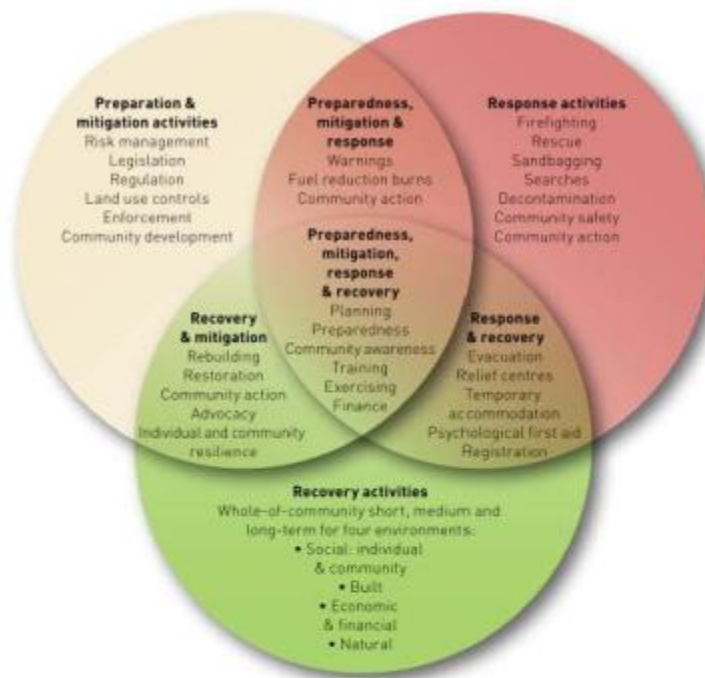 Preparation &
mitigation activities
Risk management
Legislation
Regulation
Land use controls
Enforcement
Community development
Preparedness,
mitigation &
response
Warnings
Fuel reduction burns
Community action
Response activities
Firefighting
Rescue
Sandbagging
Searches
Decontamination
Community safety
Community action
Preparedness,
mitigation,
response
& recovery
Planning
Preparedness
Community awareness
Training
Exercising
Finance
Recovery
& mitigation
Rebuilding
Restoration
Community action
Advocacy
Individual and community
resilience
Response
& recovery
Evacuation
Relief centres
Temporary
accommodation
Psychological first aid
Registration
Recovery activities
Whole-of-community short, medium and
long-term for four environments:
• Social: individual
& community
• Built
• Economic
& financial
• Natural